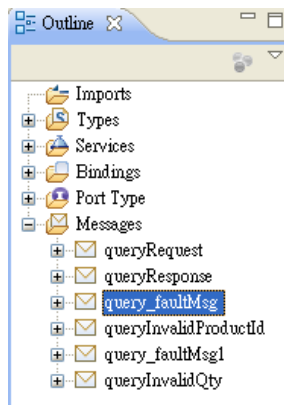 Outline
Imports
Types
Services
Bindings
Port Type
Messages
queryRequest
queryResponse
query_faultMsg
queryInvalidProductId
query_faultMsg1
queryInvalidQty